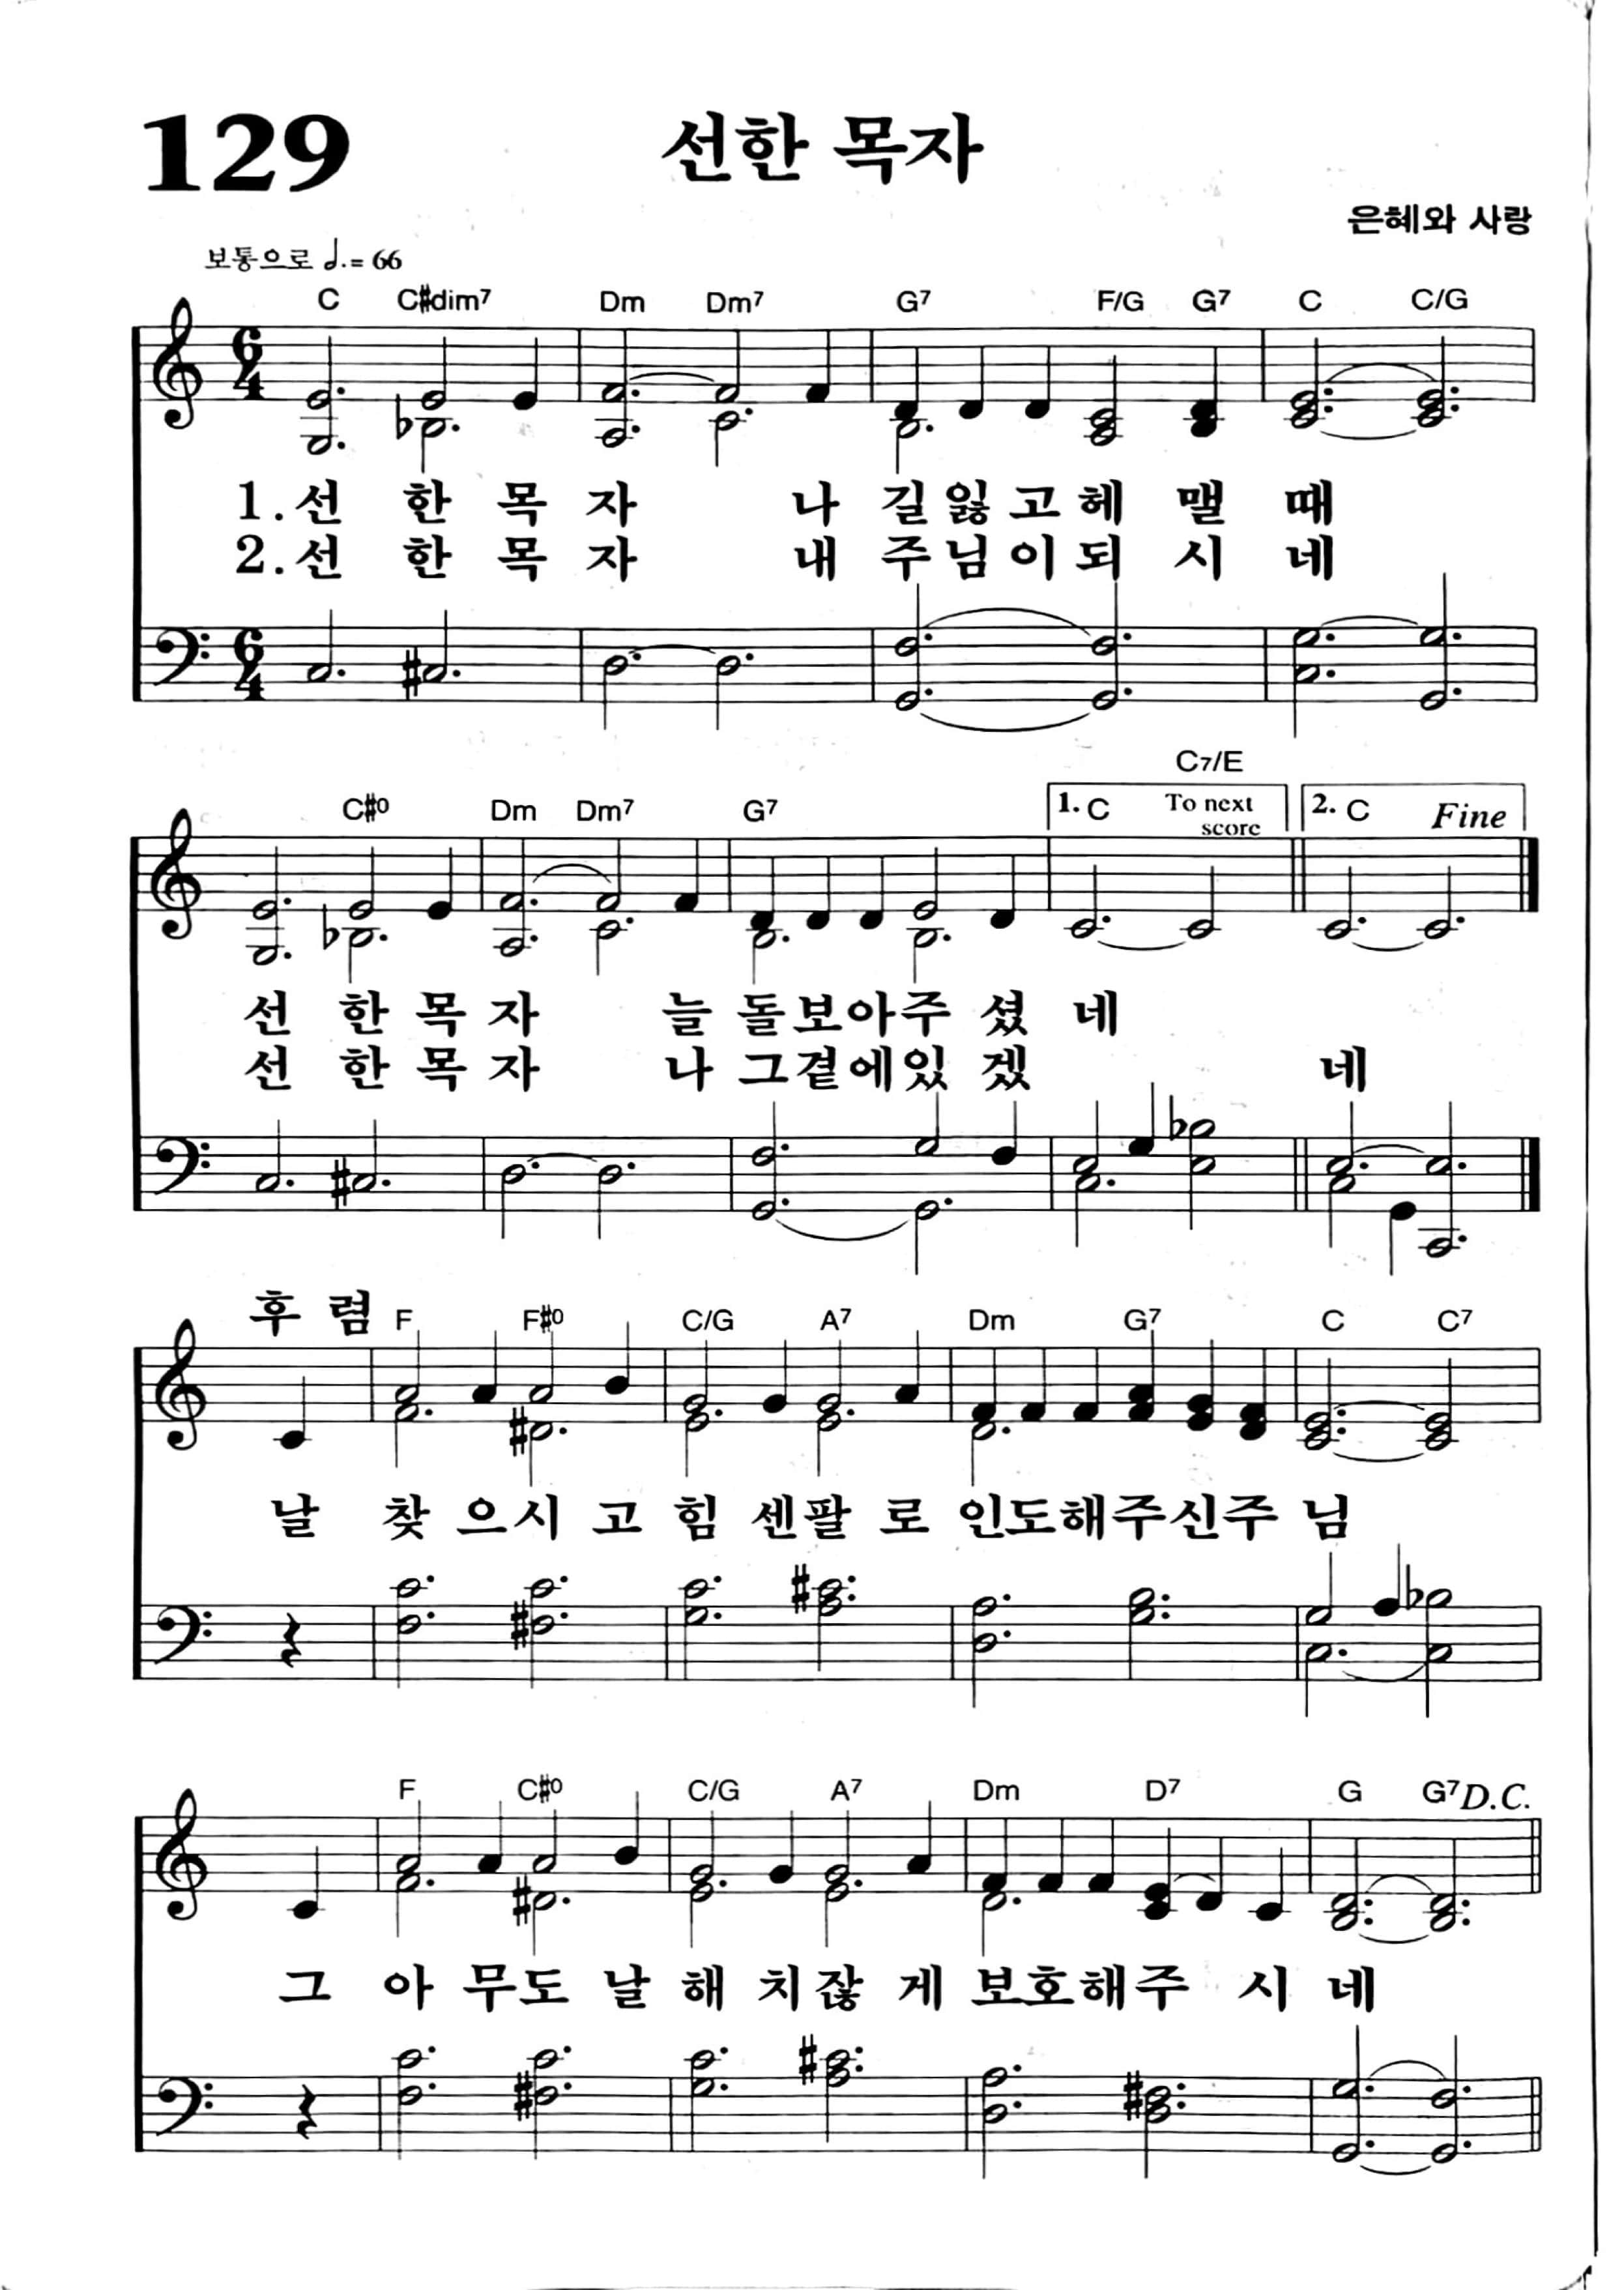 129
선한 목자
은혜와 사랑
보통으로 𝅗𝅥. = 66
C C#dim7 Dm Dm7 G7 F/G G7 C C/G
1. 선 한 목 자 나 길 잃 고 헤 맬 때
2. 선 한 목 자 내 주 님 이 되 시 네
C7/E
C#0 Dm Dm7 G7 1. C To next score 2. C Fine
선 한 목 자 늘 돌 보 아 주 셨 네
선 한 목 자 나 그 곁 에 있 겠 네
후 렴 F F#0 C/G A7 Dm G7 C C7
날 찾 으 시 고 힘 센 팔 로 인 도 해 주 신 주 님
F C#0 C/G A7 Dm D7 G G7 D.C.
그 아 무 도 날 해 치 잖 게 보 호 해 주 시 네